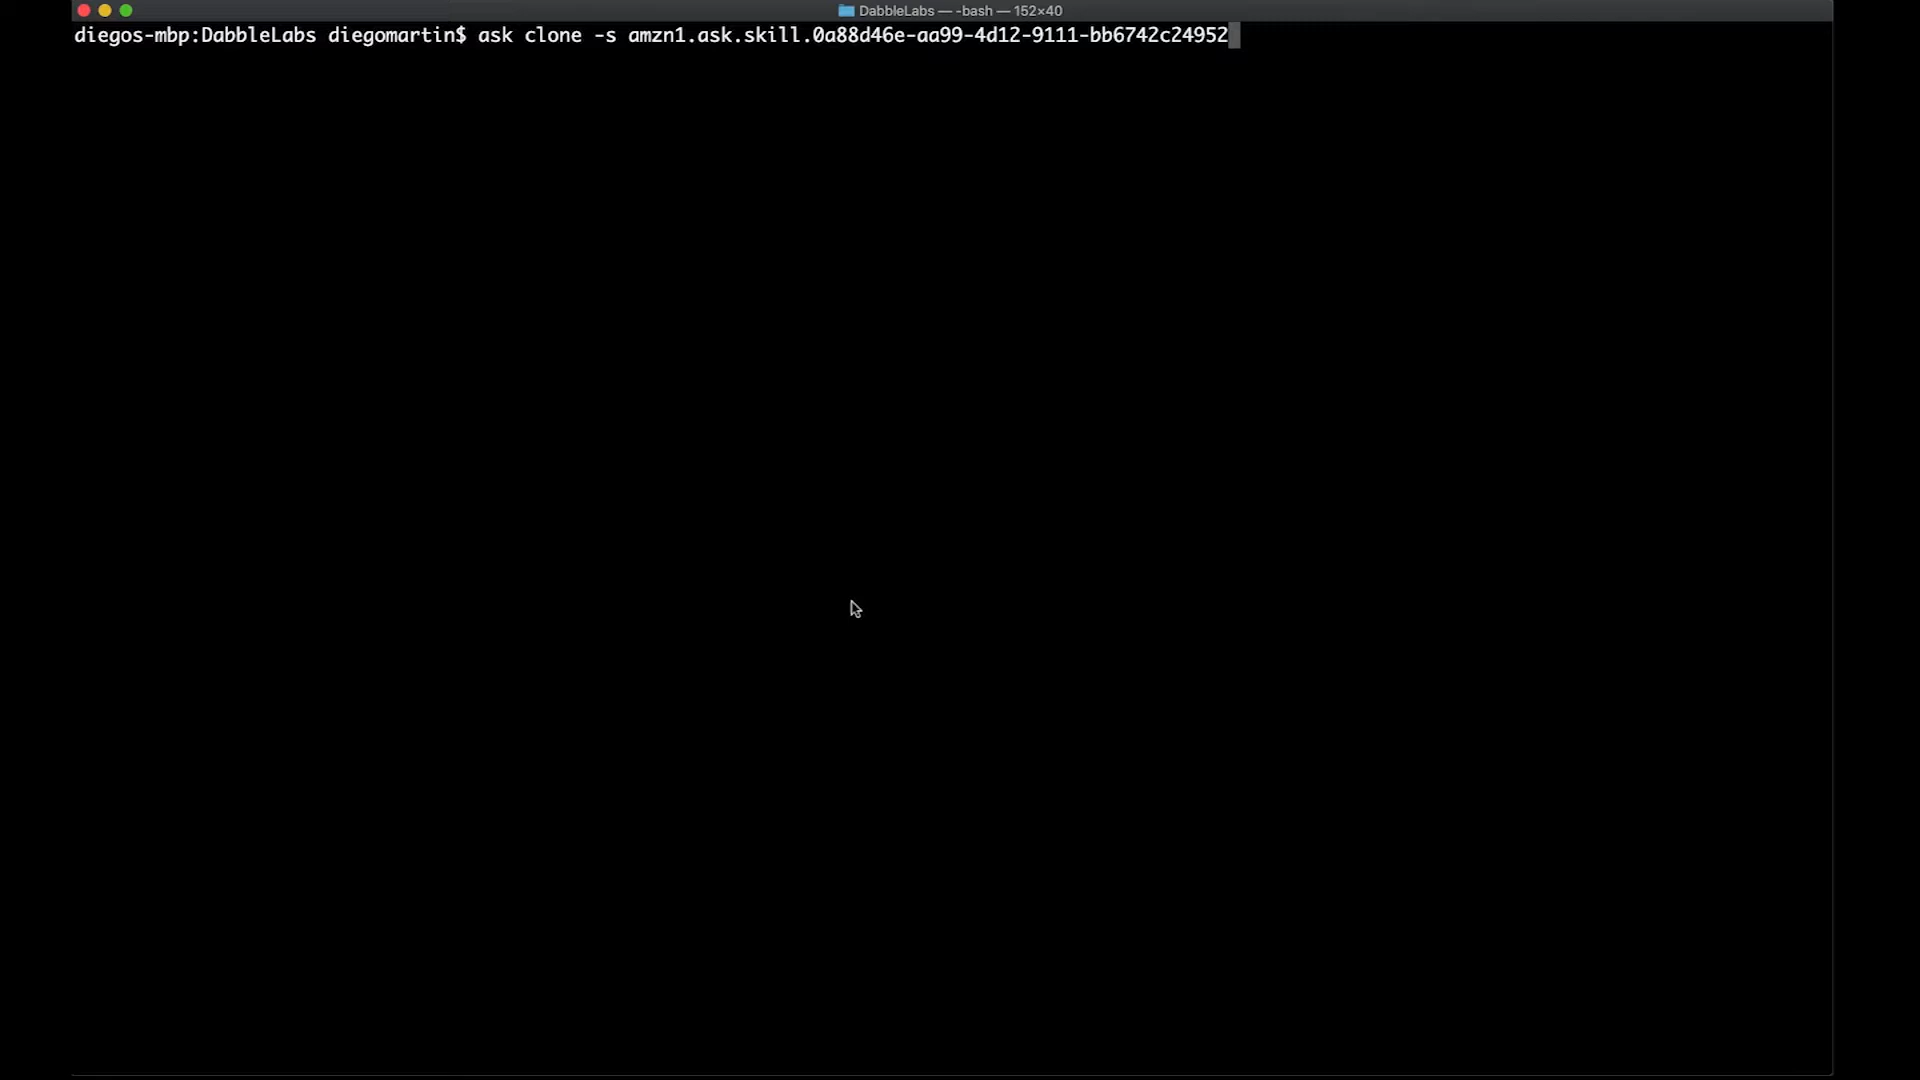 DabbleLabs — -bash — 152×40
diegos-mbp:DabbleLabs diegomartin$ ask clone -s amzn1.ask.skill.0a88d46e-aa99-4d12-9111-bb6742c24952